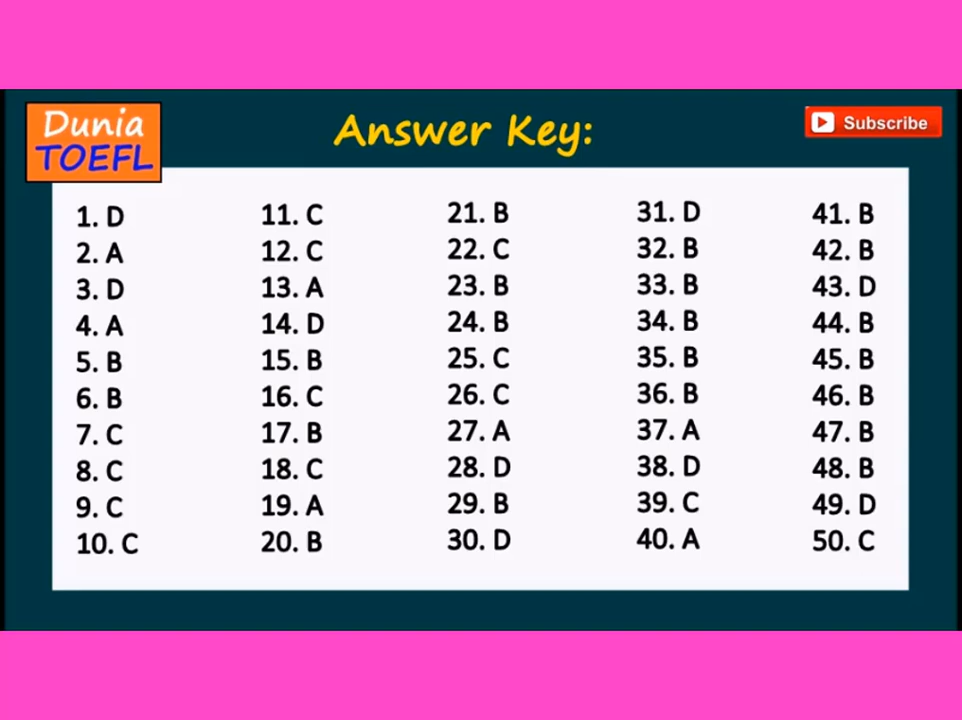 Dunia
TOEFL
Answer Key:
Subscribe
1. D
2. A
3. D
4. A
5. B
6. B
7. C
8. C
9. C
10. C
11. C
12. C
13. A
14. D
15. B
16. C
17. B
18. C
19. A
20. B
21. B
22. C
23. B
24. B
25. C
26. C
27. A
28. D
29. B
30. D
31. D
32. B
33. B
34. B
35. B
36. B
37. A
38. D
39. C
40. A
41. B
42. B
43. D
44. B
45. B
46. B
47. B
48. B
49. D
50. C